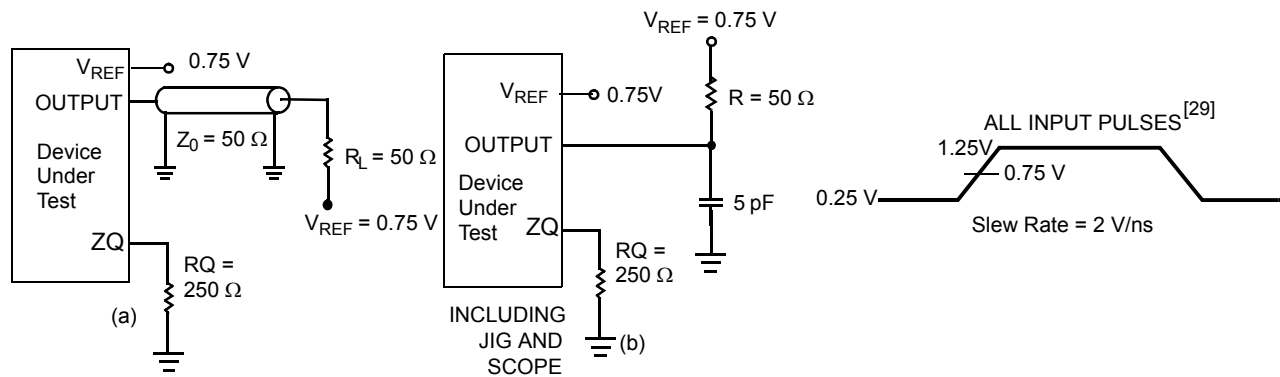 V_REF 0.75 V
OUTPUT
Z_0 = 50 Ω
Device
Under
Test
R_L = 50 Ω
V_REF = 0.75 V
ZQ
RQ =
250 Ω
(a)
V_REF = 0.75 V
V_REF 0.75V
R = 50 Ω
OUTPUT
Device
Under
Test
5 pF
ZQ
RQ =
250 Ω
INCLUDING
JIG AND
SCOPE
(b)
ALL INPUT PULSES[29]
1.25V
0.75 V
0.25 V
Slew Rate = 2 V/ns